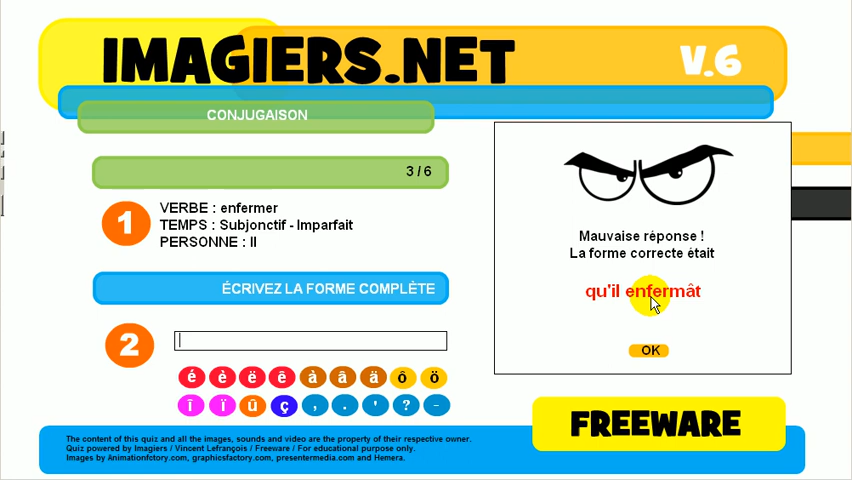 IMAGIERS.NET
V.6
CONJUGAISON
3 / 6
1
VERBE : enfermer
TEMPS : Subjonctif - Imparfait
PERSONNE : Il
ÉCRIVEZ LA FORME COMPLÈTE
2
é è ë ê à â ä ô ö
î ï û ç , . ' ? -
Mauvaise réponse !
La forme correcte était
qu'il enfermât
OK
FREEWARE
The content of this quiz and all the images, sounds and video are the property of their respective owner.
Quiz powered by Imagiers / Vincent Lefrançois / Freeware / For educational purpose only.
Images by Animationfctory.com, graphicsfactory.com, presentermedia.com and Hemera.